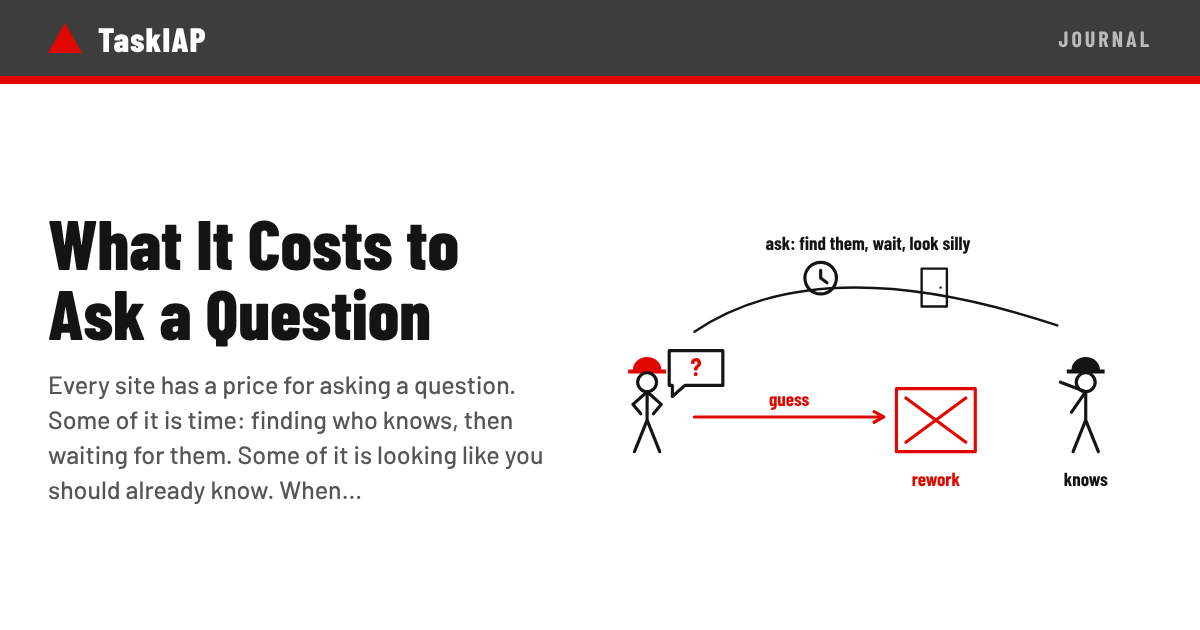 TaskIAP
JOURNAL
What It Costs to
Ask a Question
Every site has a price for asking a question.
Some of it is time: finding who knows, then
waiting for them. Some of it is looking like you
should already know. When...
ask: find them, wait, look silly
?
guess
rework
knows